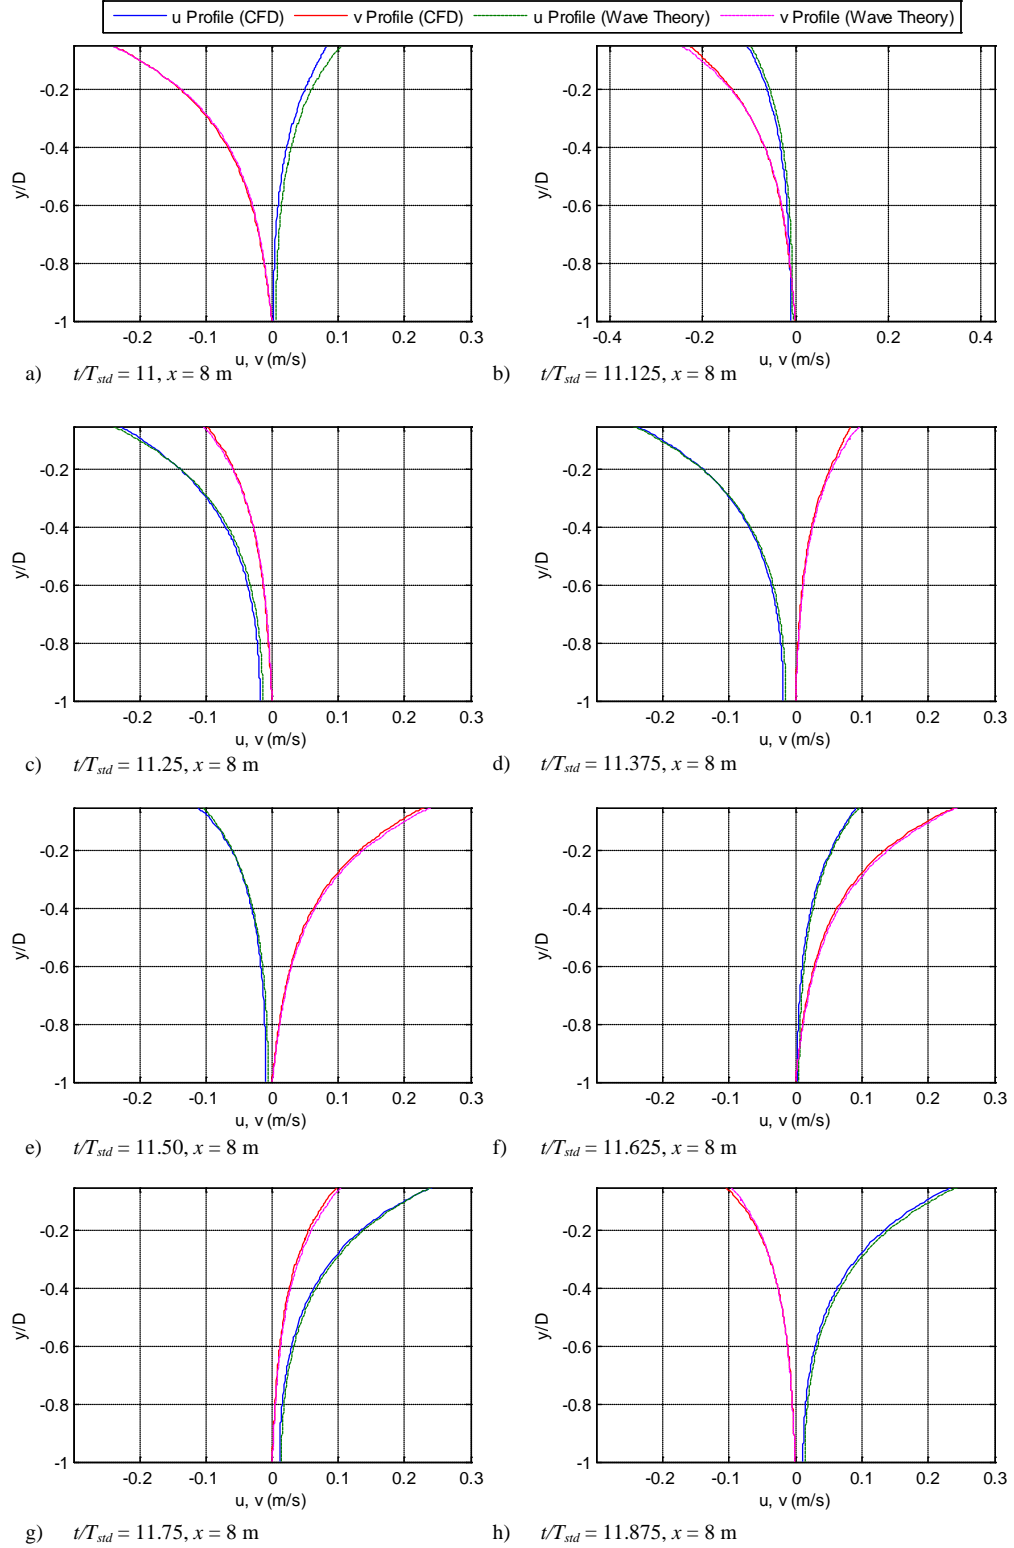 u Profile (CFD) v Profile (CFD) u Profile (Wave Theory) v Profile (Wave Theory)
-0.2
-0.4
-0.6
-0.8
-1
y/D
-0.2 -0.1 0 0.1 0.2 0.3
u, v (m/s)
a) t/Tstd = 11, x = 8 m
-0.2
-0.4
-0.6
-0.8
-1
y/D
-0.4 -0.2 0 0.2 0.4
u, v (m/s)
b) t/Tstd = 11.125, x = 8 m
-0.2
-0.4
-0.6
-0.8
-1
y/D
-0.2 -0.1 0 0.1 0.2 0.3
u, v (m/s)
c) t/Tstd = 11.25, x = 8 m
-0.2
-0.4
-0.6
-0.8
-1
y/D
-0.2 -0.1 0 0.1 0.2 0.3
u, v (m/s)
d) t/Tstd = 11.375, x = 8 m
-0.2
-0.4
-0.6
-0.8
-1
y/D
-0.2 -0.1 0 0.1 0.2 0.3
u, v (m/s)
e) t/Tstd = 11.50, x = 8 m
-0.2
-0.4
-0.6
-0.8
-1
y/D
-0.2 -0.1 0 0.1 0.2 0.3
u, v (m/s)
f) t/Tstd = 11.625, x = 8 m
-0.2
-0.4
-0.6
-0.8
-1
y/D
-0.2 -0.1 0 0.1 0.2 0.3
u, v (m/s)
g) t/Tstd = 11.75, x = 8 m
-0.2
-0.4
-0.6
-0.8
-1
y/D
-0.2 -0.1 0 0.1 0.2 0.3
u, v (m/s)
h) t/Tstd = 11.875, x = 8 m